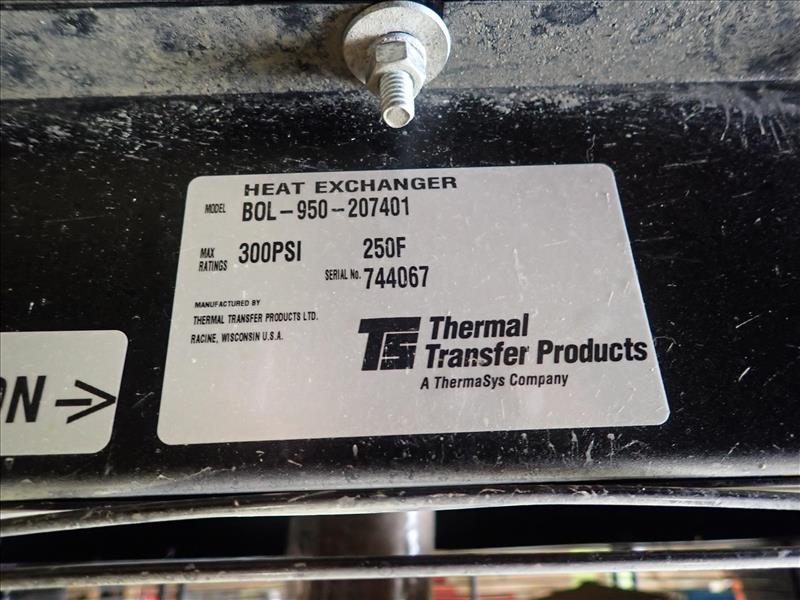 HEAT EXCHANGER
MODEL BOL-950-207401
MAX RATINGS 300PSI 250F
SERIAL No. 744067
MANUFACTURED BY
THERMAL TRANSFER PRODUCTS LTD.
RACINE, WISCONSIN U.S.A.
TTS Thermal
Transfer Products
A ThermaSys Company
ON